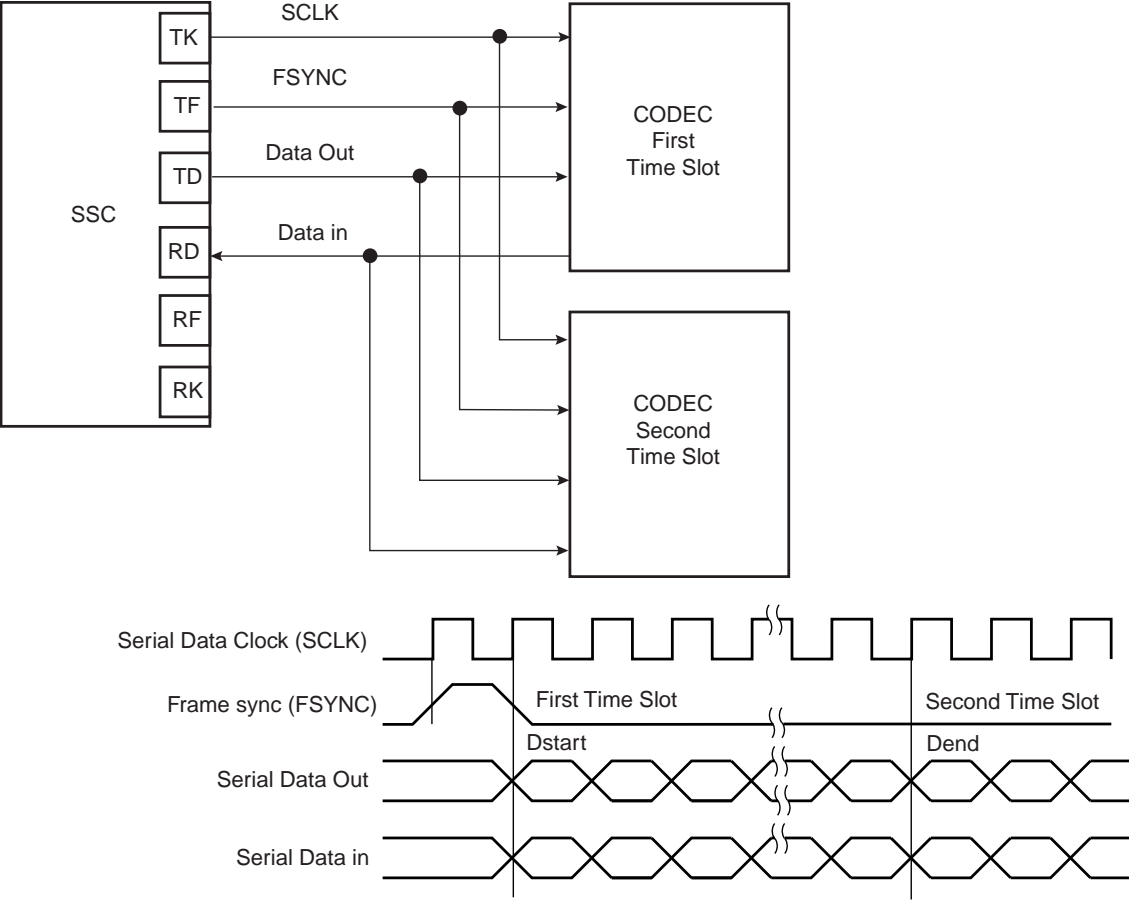 SCLK
TK
FSYNC
TF
CODEC
First
Time Slot
Data Out
TD
SSC
Data in
RD
RF
RK
CODEC
Second
Time Slot
Serial Data Clock (SCLK)
Frame sync (FSYNC)
First Time Slot
Second Time Slot
Dstart
Dend
Serial Data Out
Serial Data in